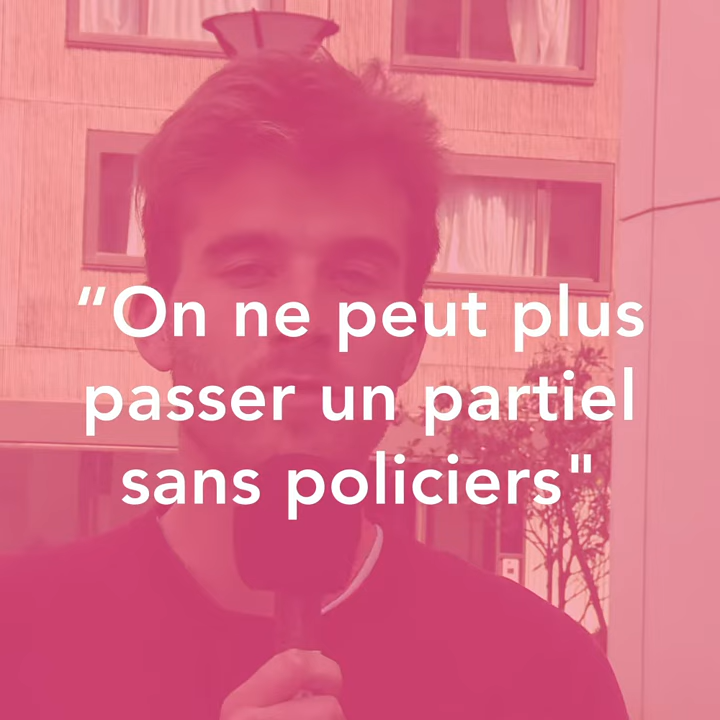 “On ne peut plus
passer un partiel
sans policiers"